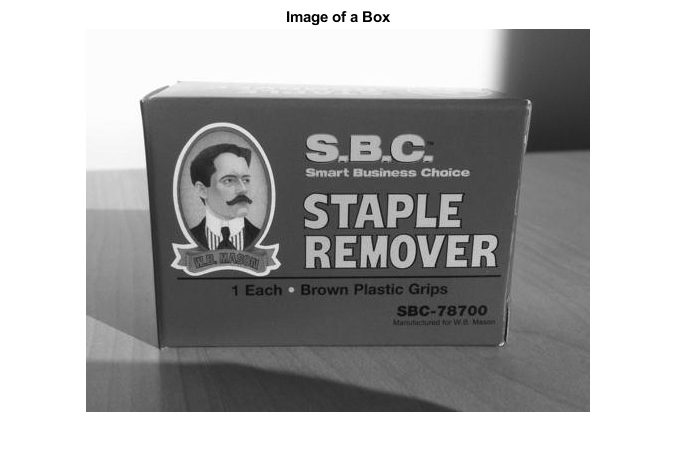 Image of a Box
S.B.C.
Smart Business Choice
STAPLE
REMOVER
W.B. MASON
1 Each • Brown Plastic Grips
SBC-78700
Manufactured for W.B. Mason